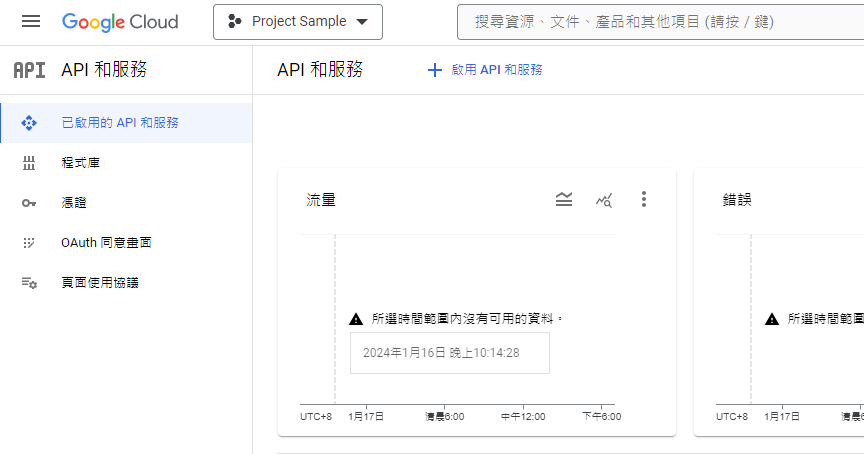 Google Cloud
Project Sample
搜尋資源、文件、產品和其他項目 (請按 / 鍵)
API API 和服務
API 和服務
啟用 API 和服務
已啟用的 API 和服務
程式庫
憑證
OAuth 同意畫面
頁面使用協議
流量
所選時間範圍內沒有可用的資料。
2024年1月16日 晚上10:14:28
UTC+8 1月17日 清晨6:00 中午12:00 下午6:00
錯誤
所選時間範圍
UTC+8 1月17日 清晨6: